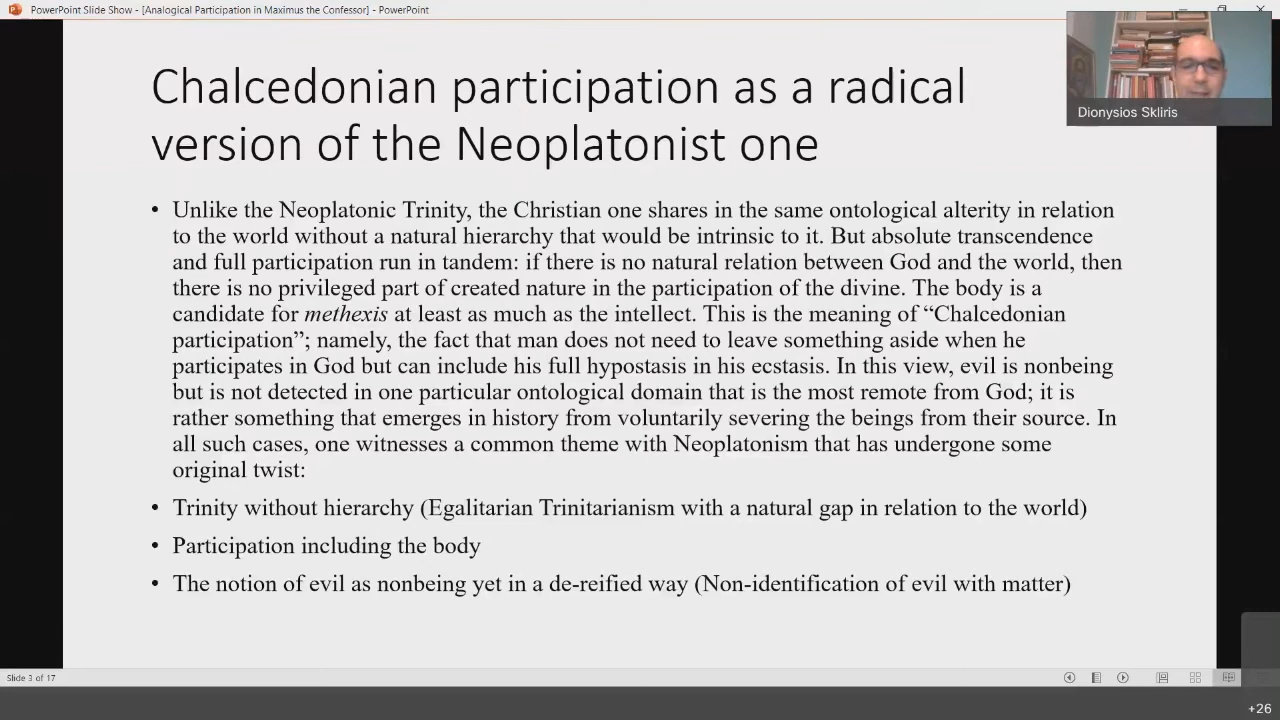 PowerPoint Slide Show - [Analogical Participation in Maximus the Confessor] - PowerPoint
Dionysios Skliris
Chalcedonian participation as a radical
version of the Neoplatonist one
• Unlike the Neoplatonic Trinity, the Christian one shares in the same ontological alterity in relation
to the world without a natural hierarchy that would be intrinsic to it. But absolute transcendence
and full participation run in tandem: if there is no natural relation between God and the world, then
there is no privileged part of created nature in the participation of the divine. The body is a
candidate for methexis at least as much as the intellect. This is the meaning of “Chalcedonian
participation”; namely, the fact that man does not need to leave something aside when he
participates in God but can include his full hypostasis in his ecstasis. In this view, evil is nonbeing
but is not detected in one particular ontological domain that is the most remote from God; it is
rather something that emerges in history from voluntarily severing the beings from their source. In
all such cases, one witnesses a common theme with Neoplatonism that has undergone some
original twist:
• Trinity without hierarchy (Egalitarian Trinitarianism with a natural gap in relation to the world)
• Participation including the body
• The notion of evil as nonbeing yet in a de-reified way (Non-identification of evil with matter)
Slide 3 of 17
+26